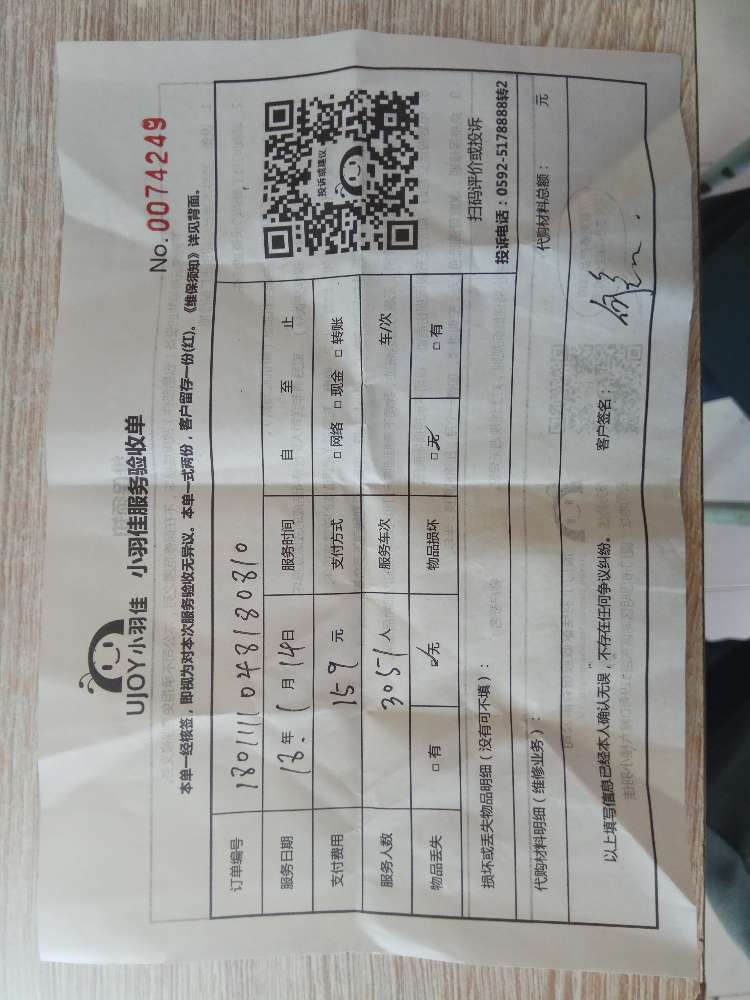 UJOY小羽佳 小羽佳服务验收单
No. 0074249
本单一经核签，即视为对本次服务验收无异议。本单一式两份，客户留存一份(红)。《维保须知》详见背面。
订单编号 180111104818080810
服务日期 18. 年 1 月 14 日 服务时间 自 至 止
支付费用 159 元 支付方式 □ 网络 □ 现金 □ 转账
服务人数 3051 人 服务车次 车/次
物品丢失 □ 有 ☑ 无 物品损坏 ☑ 无 □ 有
投诉或建议
扫码评价或投诉
投诉电话：0592-5178888转2
损坏或丢失物品明细（没有可不填）：
代购材料明细（维修业务）： 代购材料总额： 元
以上填写信息已经本人确认无误，不存在任何争议纠纷。 客户签名：